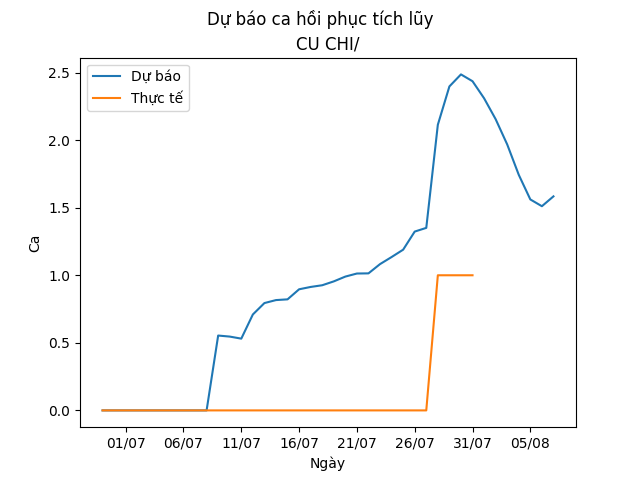 Dự báo ca hồi phục tích lũy
CU CHI/
Dự báo
Thực tế
2.5
2.0
1.5
1.0
0.5
0.0
Ca
01/07 06/07 11/07 16/07 21/07 26/07 31/07 05/08
Ngày